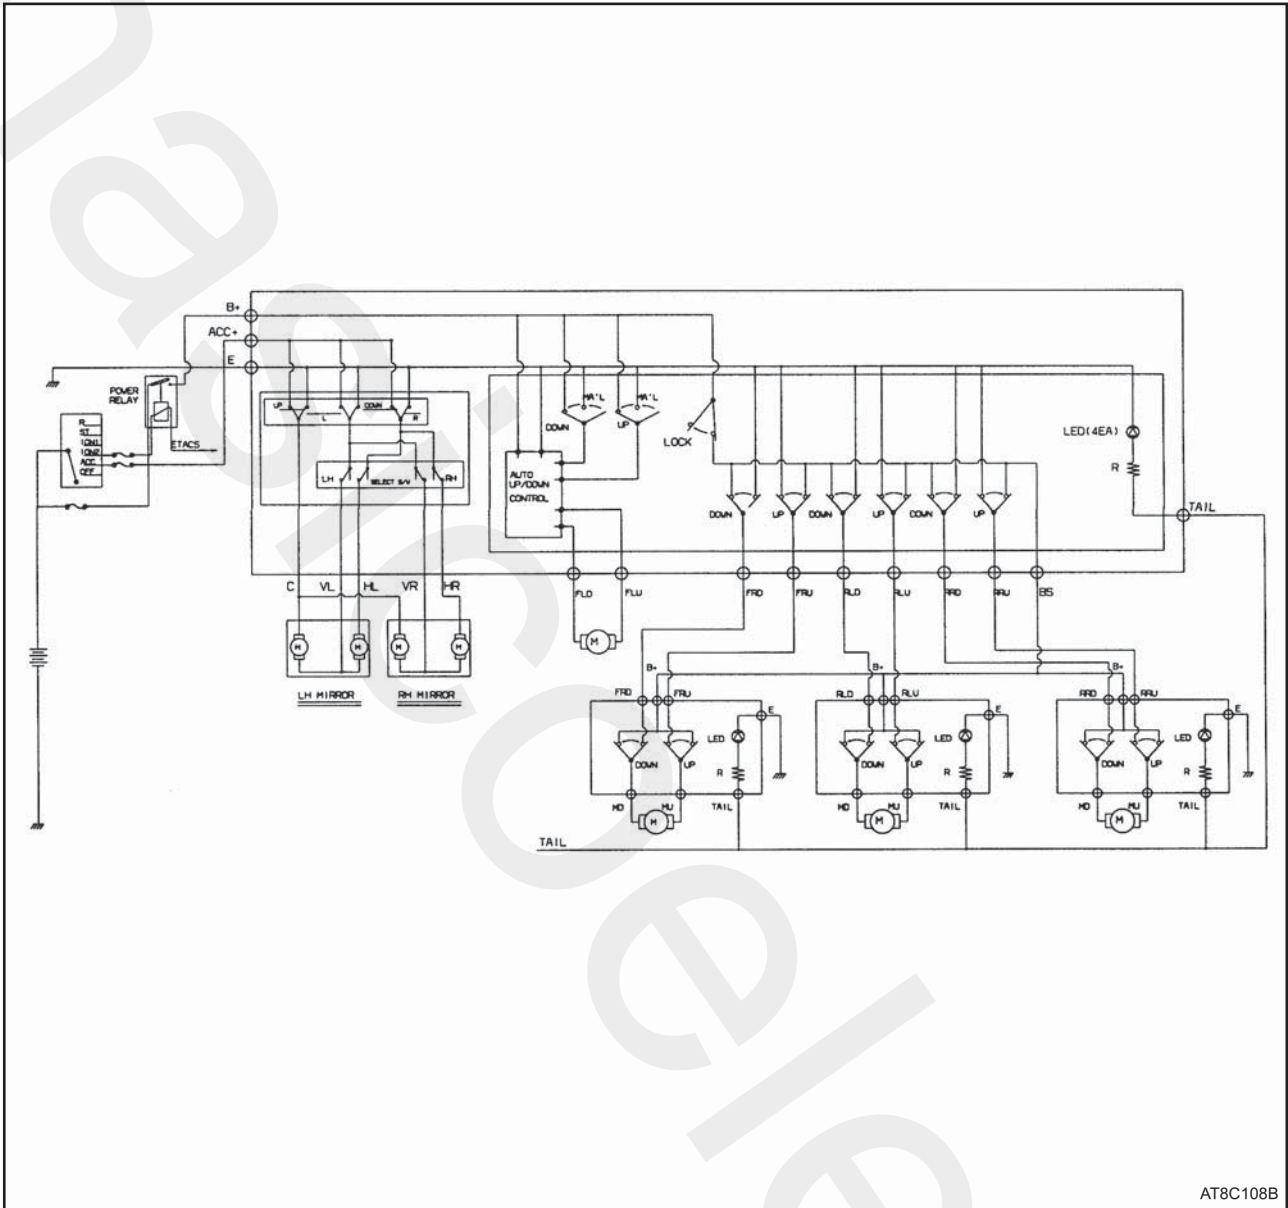 B+
ACC+
E
POWER
RELAY
R
ST
IGN1
IGN2
ACC
OFF
ETACS
UP
L
DOWN
R
LH
SELECT S/W
RH
MA'L
DOWN
MA'L
UP
LOCK
AUTO
UP/DOWN
CONTROL
LED(4EA)
R
TAIL
DOWN
UP
DOWN
UP
DOWN
UP
C
VL
HL
VR
HR
FLD
FLU
FRD
FRU
RLD
RLU
RRD
RRU
BS
M
M
M
M
M
LH MIRROR
RH MIRROR
B+
FRD
FRU
E
LED
DOWN
UP
R
MD
MU
TAIL
M
B+
RLD
RLU
E
LED
DOWN
UP
R
MD
MU
TAIL
M
B+
RRD
RRU
E
LED
DOWN
UP
R
MD
MU
TAIL
M
TAIL
AT8C108B